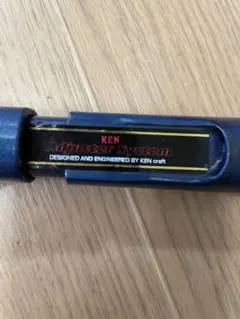 KEN
Adjuster System
DESIGNED AND ENGINEERED BY KEN craft